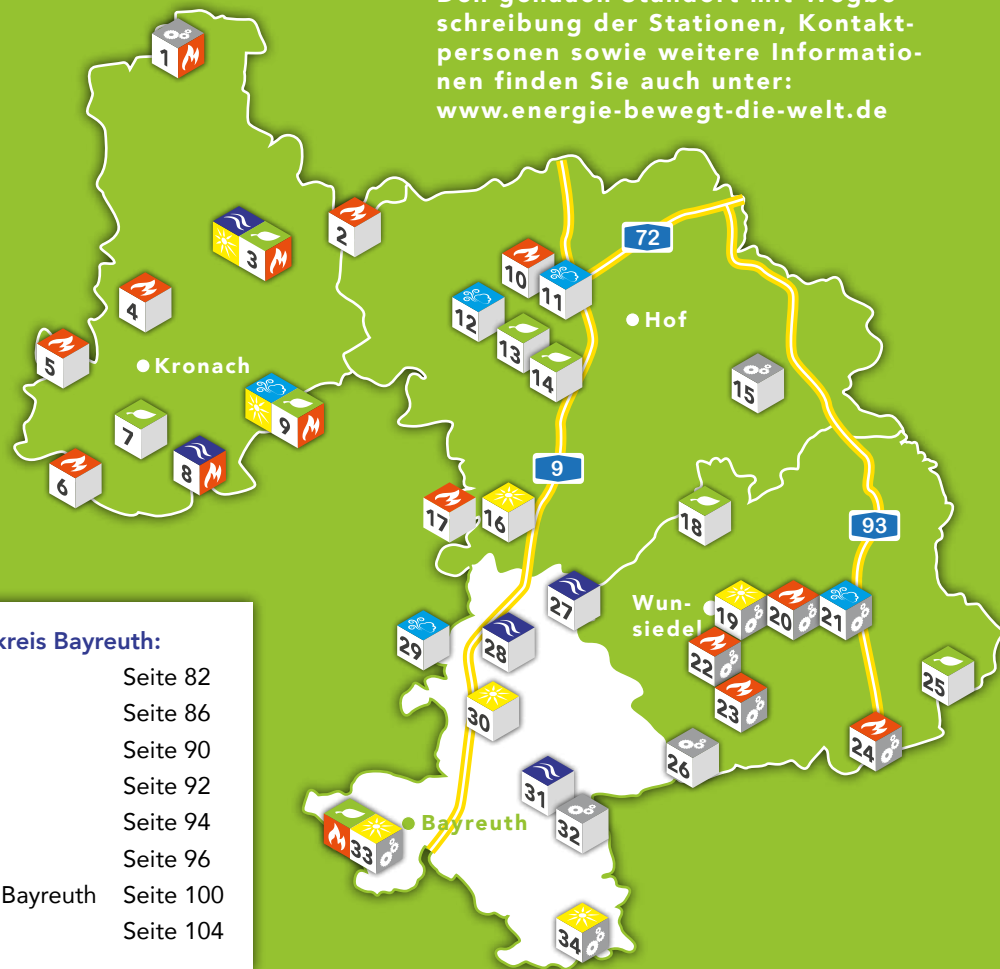 schreibung der Stationen, Kontakt-
personen sowie weitere Informatio-
nen finden Sie auch unter:
www.energie-bewegt-die-welt.de
1
2
3
4
5
Kronach
6
7
8
9
10
11
72
12
13
14
Hof
15
9
17
16
18
93
27
Wun-
siedel
19
20
21
29
28
22
25
30
23
26
24
31
32
Bayreuth
33
34
kreis Bayreuth:
Seite 82
Seite 86
Seite 90
Seite 92
Seite 94
Seite 96
Bayreuth Seite 100
Seite 104